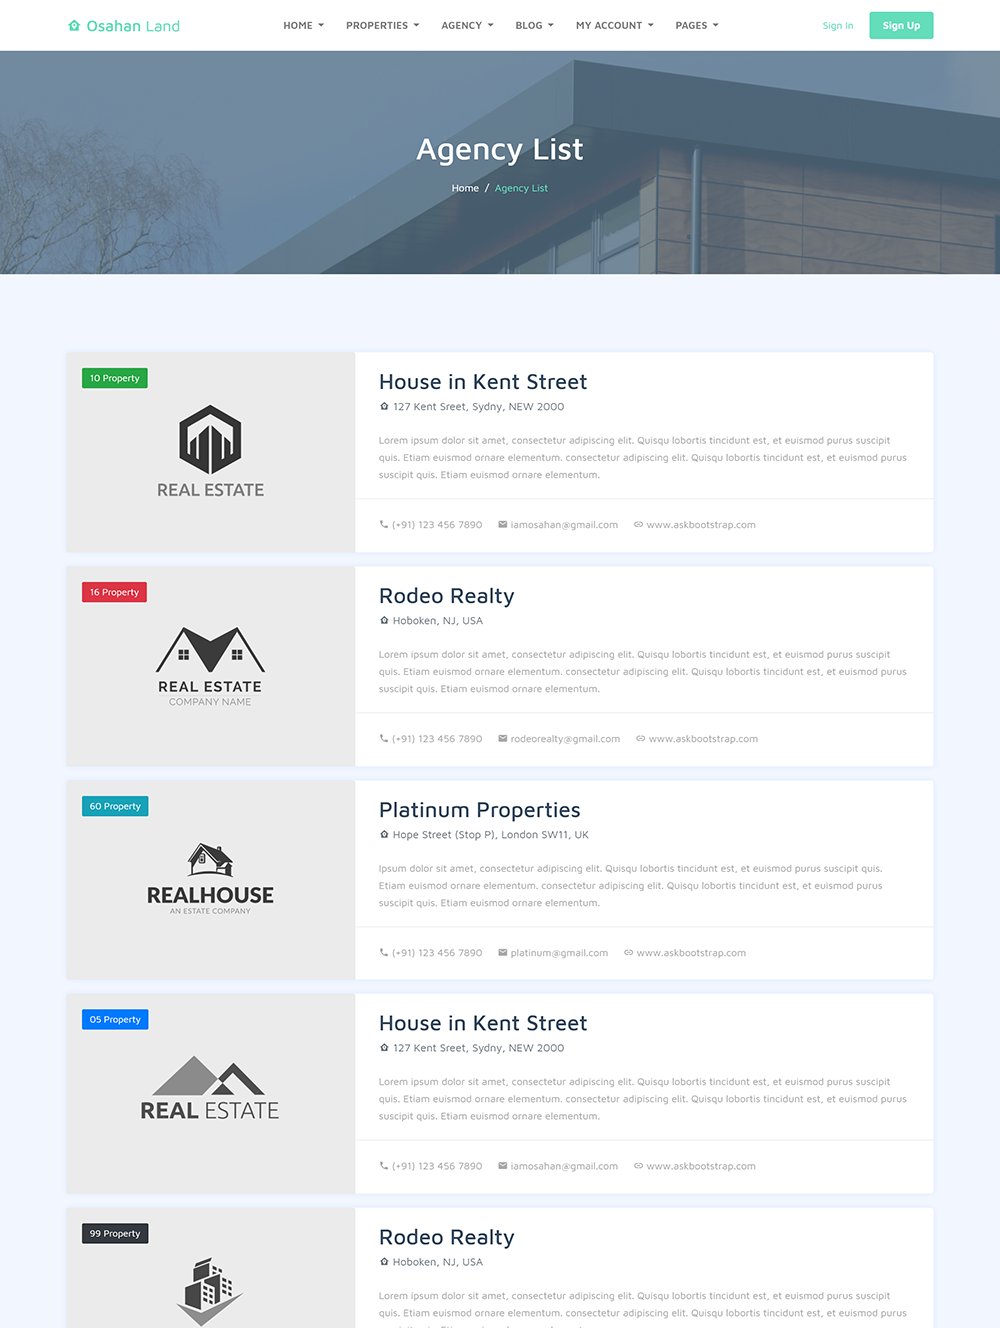 Osahan Land
HOME PROPERTIES AGENCY BLOG MY ACCOUNT PAGES Sign In Sign Up
Agency List
Home / Agency List
10 Property
REAL ESTATE
House in Kent Street
127 Kent Sreet, Sydny, NEW 2000
Lorem ipsum dolor sit amet, consectetur adipiscing elit. Quisqu lobortis tincidunt est, et euismod purus suscipit
quis. Etiam euismod ornare elementum. consectetur adipiscing elit. Quisqu lobortis tincidunt est, et euismod purus
suscipit quis. Etiam euismod ornare elementum.
(+91) 123 456 7890 iamosahan@gmail.com www.askbootstrap.com
16 Property
REAL ESTATE
COMPANY NAME
Rodeo Realty
Hoboken, NJ, USA
Lorem ipsum dolor sit amet, consectetur adipiscing elit. Quisqu lobortis tincidunt est, et euismod purus suscipit
quis. Etiam euismod ornare elementum. consectetur adipiscing elit. Quisqu lobortis tincidunt est, et euismod purus
suscipit quis. Etiam euismod ornare elementum.
(+91) 123 456 7890 rodeorealty@gmail.com www.askbootstrap.com
60 Property
REALHOUSE
AN ESTATE COMPANY
Platinum Properties
Hope Street (Stop P), London SW11, UK
Ipsum dolor sit amet, consectetur adipiscing elit. Quisqu lobortis tincidunt est, et euismod purus suscipit quis.
Etiam euismod ornare elementum. consectetur adipiscing elit. Quisqu lobortis tincidunt est, et euismod purus
suscipit quis. Etiam euismod ornare elementum.
(+91) 123 456 7890 platinum@gmail.com www.askbootstrap.com
05 Property
REAL ESTATE
House in Kent Street
127 Kent Sreet, Sydny, NEW 2000
Lorem ipsum dolor sit amet, consectetur adipiscing elit. Quisqu lobortis tincidunt est, et euismod purus suscipit
quis. Etiam euismod ornare elementum. consectetur adipiscing elit. Quisqu lobortis tincidunt est, et euismod purus
suscipit quis. Etiam euismod ornare elementum.
(+91) 123 456 7890 iamosahan@gmail.com www.askbootstrap.com
99 Property
Rodeo Realty
Hoboken, NJ, USA
Lorem ipsum dolor sit amet, consectetur adipiscing elit. Quisqu lobortis tincidunt est, et euismod purus suscipit
quis. Etiam euismod ornare elementum. consectetur adipiscing elit. Quisqu lobortis tincidunt est, et euismod purus